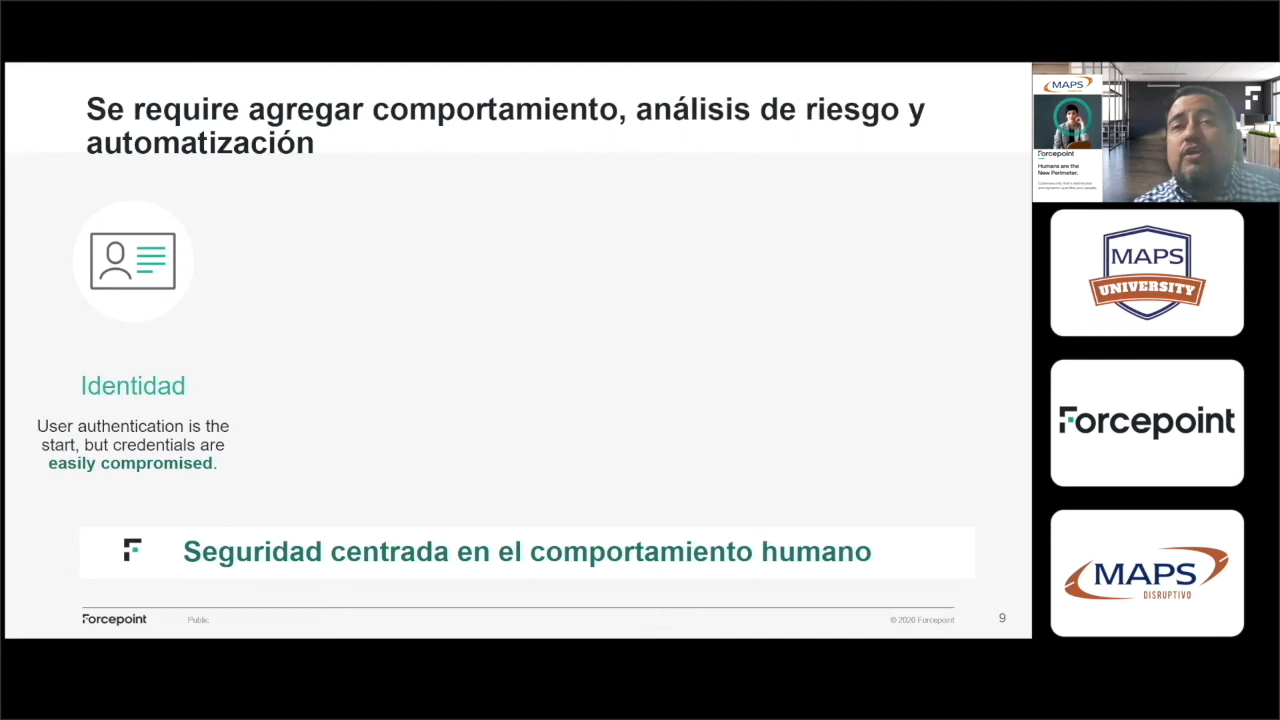 Se require agregar comportamiento, análisis de riesgo y
automatización
Identidad
User authentication is the
start, but credentials are
easily compromised.
Seguridad centrada en el comportamiento humano
Forcepoint
Public
© 2020 Forcepoint
9
MAPS
Forcepoint
Humans are the
New Perimeter.
MAPS
UNIVERSITY
Forcepoint
MAPS
DISRUPTIVO